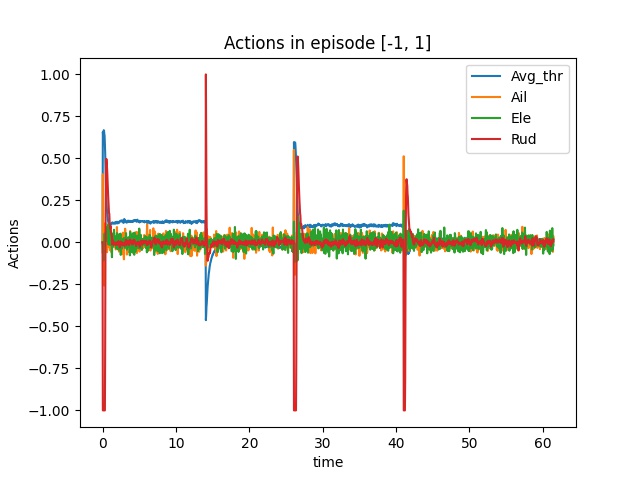 Actions in episode [-1, 1]
Avg_thr
Ail
Ele
Rud
1.00
0.75
0.50
0.25
0.00
−0.25
−0.50
−0.75
−1.00
Actions
0 10 20 30 40 50 60
time